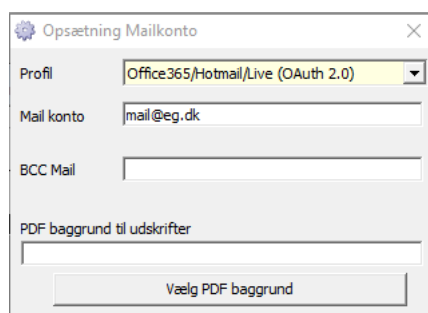 Opsætning Mailkonto
Profil Office365/Hotmail/Live (OAuth 2.0)
Mail konto mail@eg.dk
BCC Mail
PDF baggrund til udskrifter
Vælg PDF baggrund